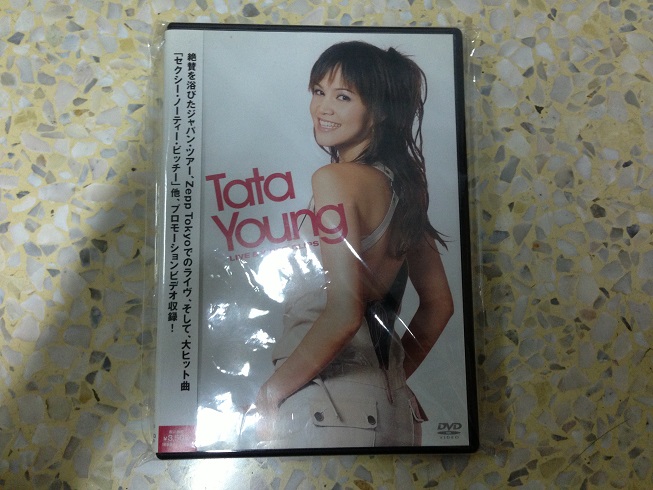 絶賛を浴びたジャパン・ツアー、Zepp Tokyoでのライヴ、そして、大ヒット曲
「セクシー・ノーティー・ビッチー」他、プロモーションビデオ収録！
Tata
Young
LIVE &
DVD
VIDEO